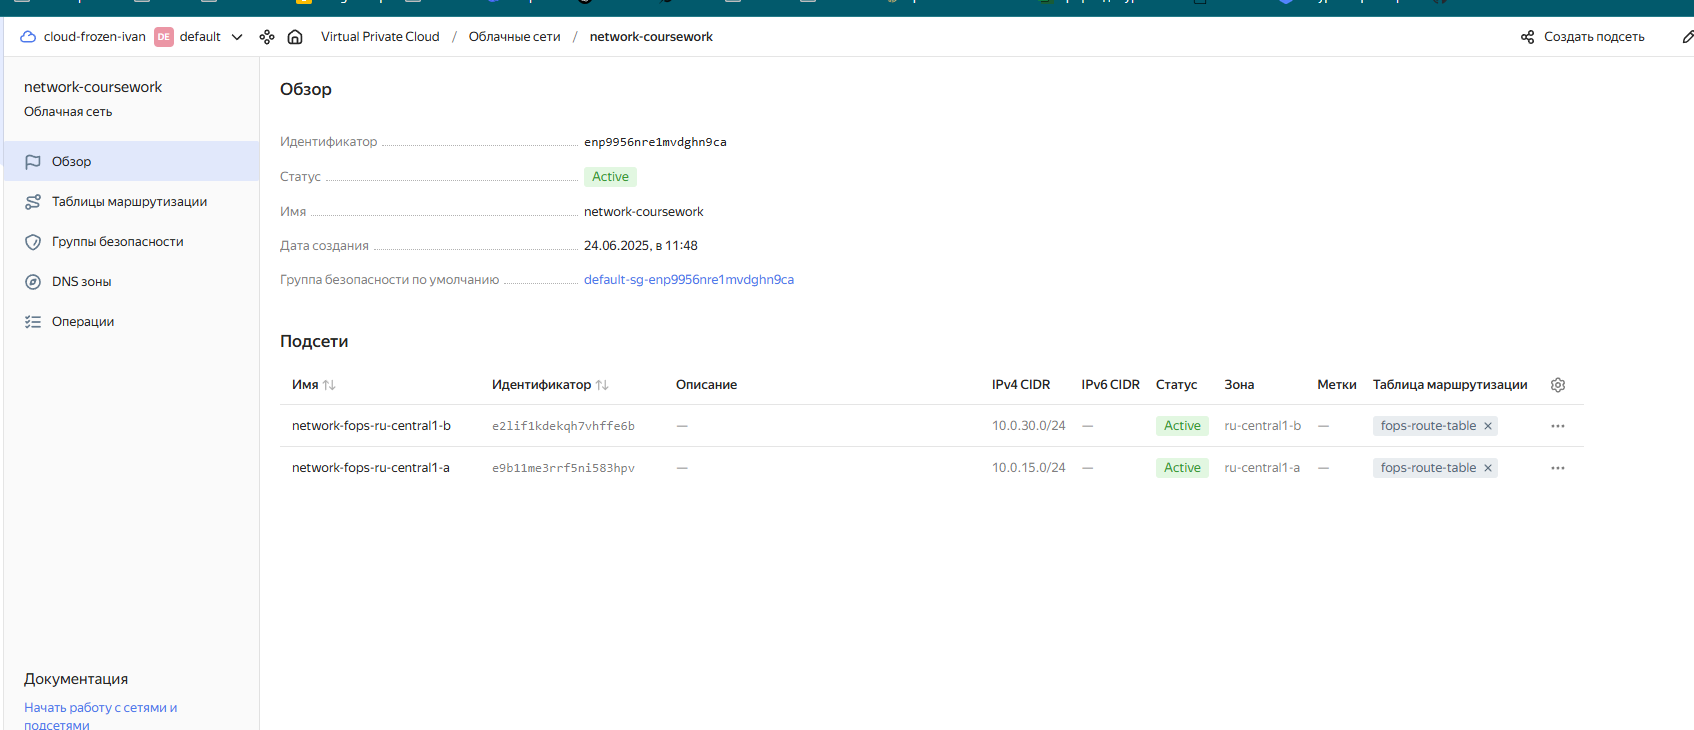 cloud-frozen-ivan DE default Virtual Private Cloud / Облачные сети / network-coursework Создать подсеть
network-coursework
Облачная сеть
Обзор
Таблицы маршрутизации
Группы безопасности
DNS зоны
Операции
Обзор
Идентификатор enp9956nre1mvdghn9ca
Статус Active
Имя network-coursework
Дата создания 24.06.2025, в 11:48
Группа безопасности по умолчанию default-sg-enp9956nre1mvdghn9ca
Подсети
Имя Идентификатор Описание IPv4 CIDR IPv6 CIDR Статус Зона Метки Таблица маршрутизации
network-fops-ru-central1-b e2lif1kdekqh7vhffe6b — 10.0.30.0/24 — Active ru-central1-b — fops-route-table ×
network-fops-ru-central1-a e9b11me3rrf5ni583hpv — 10.0.15.0/24 — Active ru-central1-a — fops-route-table ×
Документация
Начать работу с сетями и
подсетями